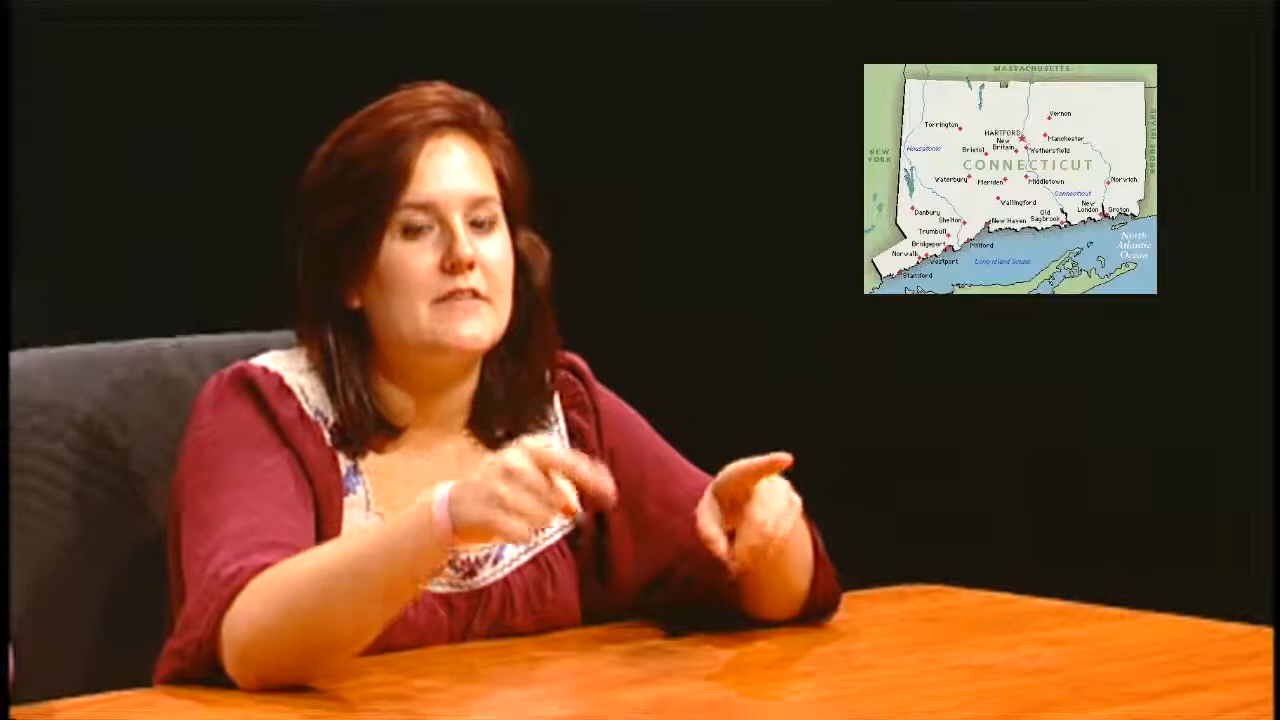 MASSACHUSETTS
Vernon
Torrington
HARTFORD
Manchester
New
Britain
Wethersfield
Bristol
Housatonic
NEW
YORK
RHODE ISLAND
CONNECTICUT
Waterbury
Meriden
Middletown
Norwich
Connecticut
Wallingford
Danbury
Shelton
New Haven
Old
Saybrook
New
London
Groton
Trumbull
Bridgeport
Milford
Norwalk
Westport
Long Island Sound
Stamford
North
Atlantic
Ocean